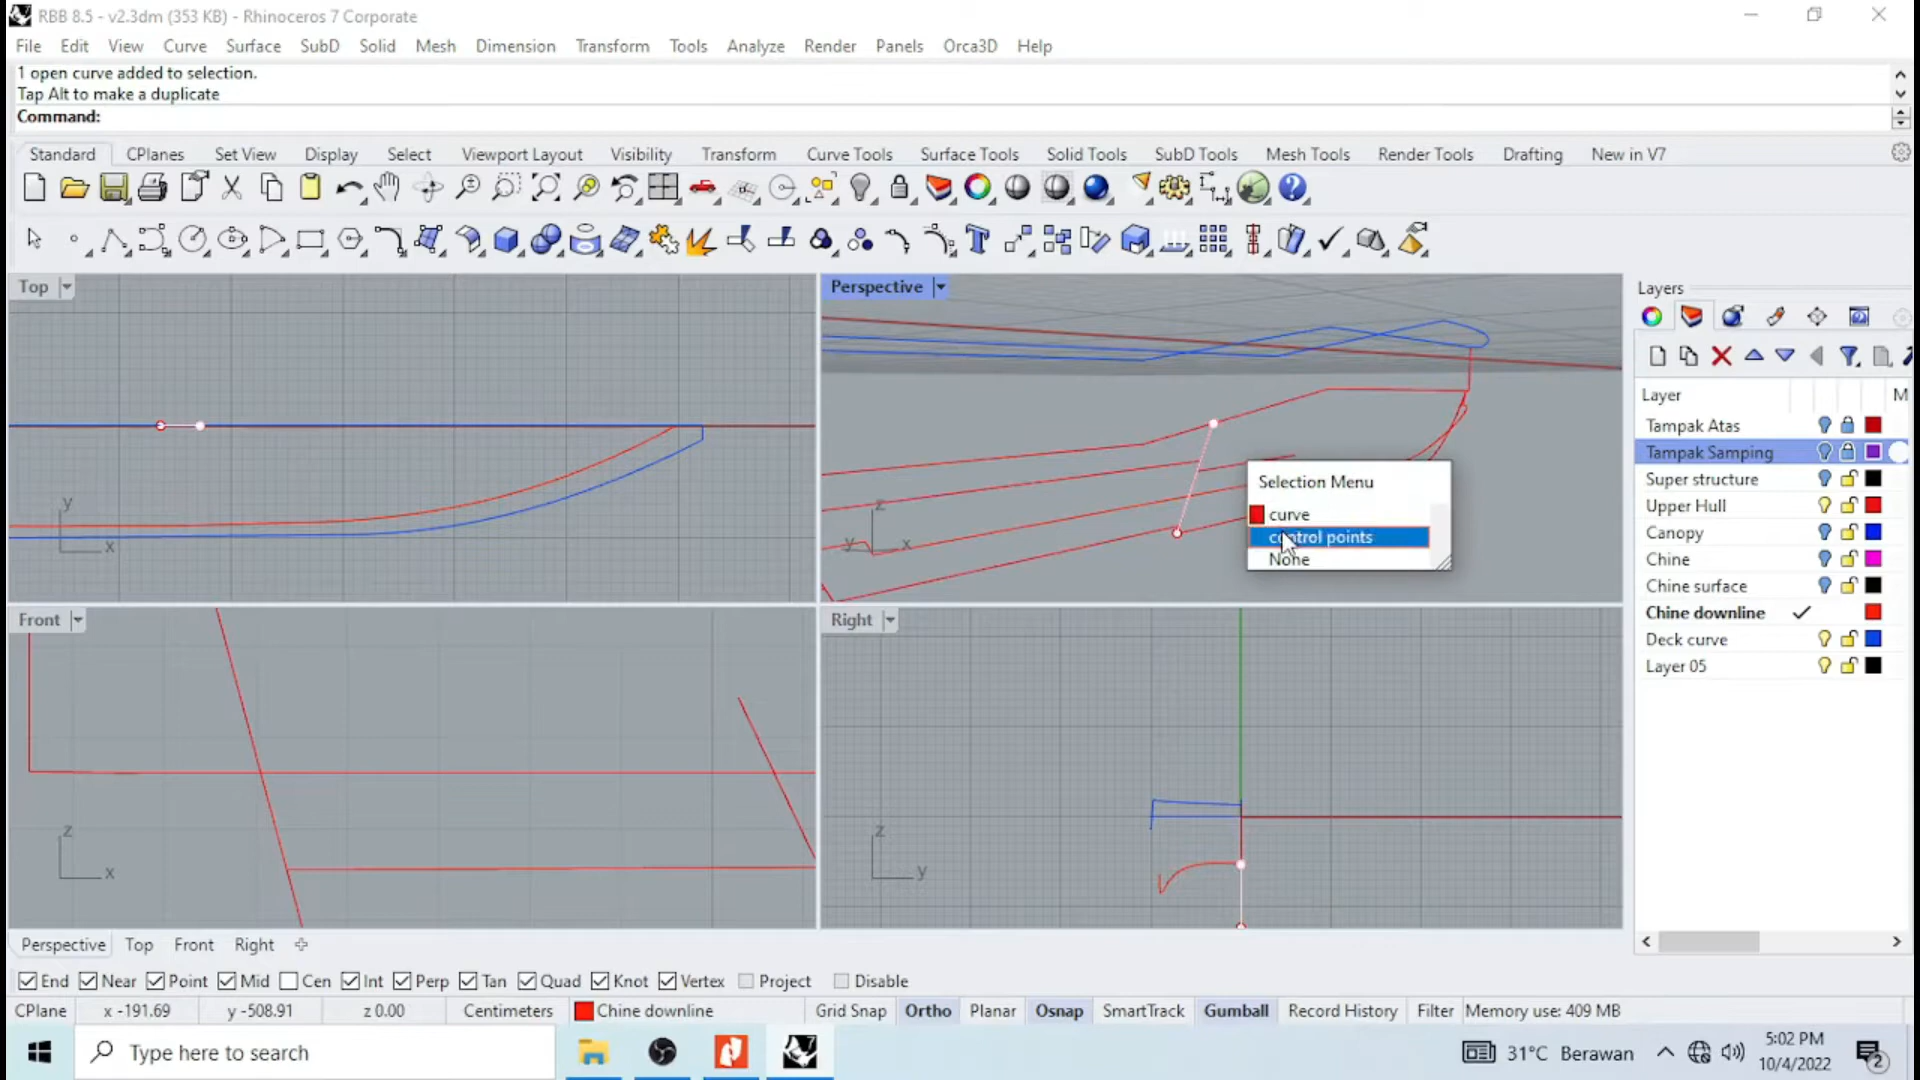 RBB 8.5 - v2.3dm (353 KB) - Rhinoceros 7 Corporate
File Edit View Curve Surface SubD Solid Mesh Dimension Transform Tools Analyze Render Panels Orca3D Help
1 open curve added to selection.
Tap Alt to make a duplicate
Command:
Standard CPlanes Set View Display Select Viewport Layout Visibility Transform Curve Tools Surface Tools Solid Tools SubD Tools Mesh Tools Render Tools Drafting New in V7
Top
y
x
Perspective
z
y x
Selection Menu
curve
control points
None
Front
z
x
Right
z
y
Layers
Layer M
Tampak Atas
Tampak Samping
Super structure
Upper Hull
Canopy
Chine
Chine surface
Chine downline
Deck curve
Layer 05
Perspective Top Front Right
End Near Point Mid Cen Int Perp Tan Quad Knot Vertex Project Disable
CPlane x -191.69 y -508.91 z 0.00 Centimeters Chine downline Grid Snap Ortho Planar Osnap SmartTrack Gumball Record History Filter Memory use: 409 MB
Type here to search
31°C Berawan
5:02 PM
10/4/2022
2